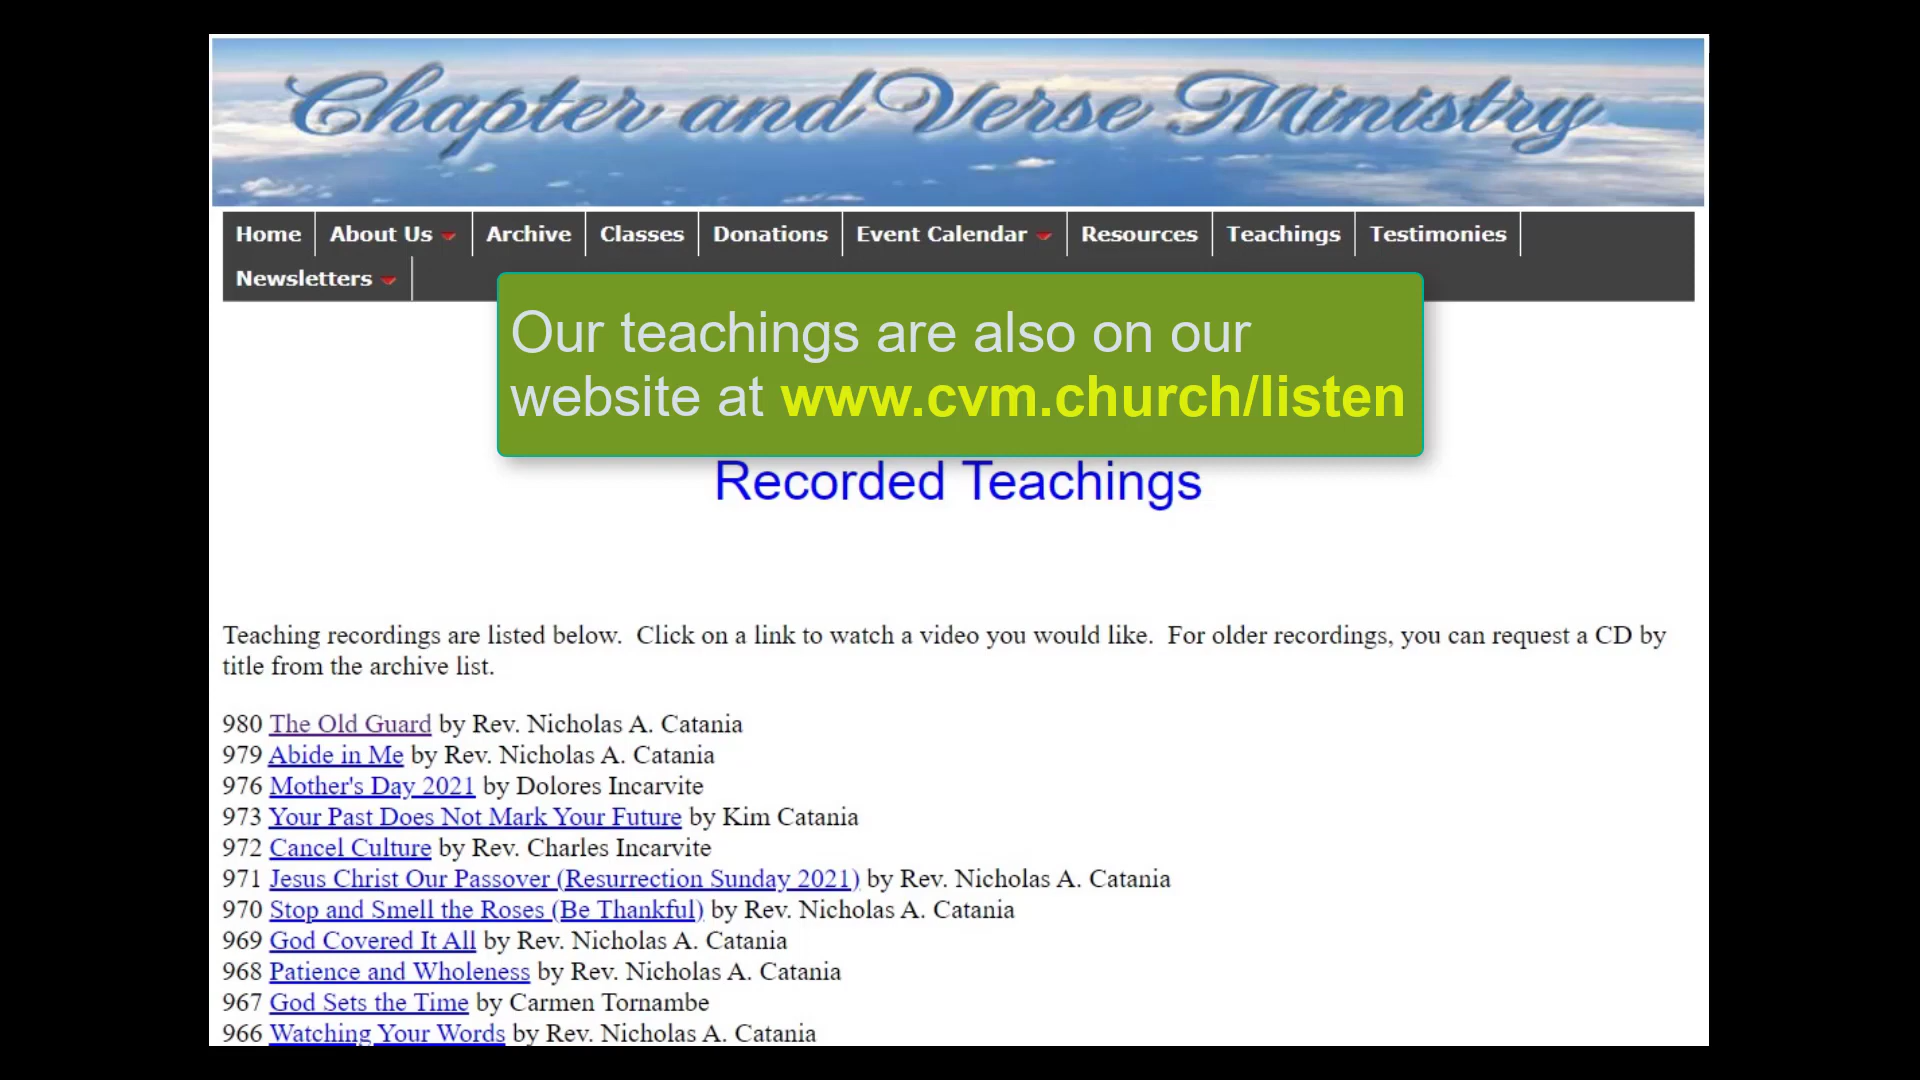 Chapter and Verse Ministry
Home About Us Archive Classes Donations Event Calendar Resources Teachings Testimonies
Newsletters
Our teachings are also on our
website at www.cvm.church/listen
Recorded Teachings
Teaching recordings are listed below.  Click on a link to watch a video you would like.  For older recordings, you can request a CD by
title from the archive list.
980 The Old Guard by Rev. Nicholas A. Catania
979 Abide in Me by Rev. Nicholas A. Catania
976 Mother's Day 2021 by Dolores Incarvite
973 Your Past Does Not Mark Your Future by Kim Catania
972 Cancel Culture by Rev. Charles Incarvite
971 Jesus Christ Our Passover (Resurrection Sunday 2021) by Rev. Nicholas A. Catania
970 Stop and Smell the Roses (Be Thankful) by Rev. Nicholas A. Catania
969 God Covered It All by Rev. Nicholas A. Catania
968 Patience and Wholeness by Rev. Nicholas A. Catania
967 God Sets the Time by Carmen Tornambe
966 Watching Your Words by Rev. Nicholas A. Catania